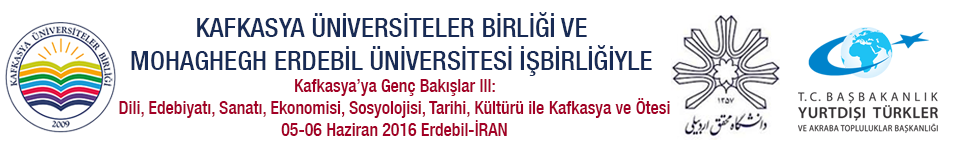 KAFKASYA ÜNİVERSİTELER BİRLİĞİ
2009
KAFKASYA ÜNİVERSİTELER BİRLİĞİ VE
MOHAGHEGH ERDEBİL ÜNİVERSİTESİ İŞBİRLİĞİYLE
Kafkasya'ya Genç Bakışlar III:
Dili, Edebiyatı, Sanatı, Ekonomisi, Sosyolojisi, Tarihi, Kültürü ile Kafkasya ve Ötesi
05-06 Haziran 2016 Erdebil-İRAN
۱۳۵۷
دانشگاه محقق اردبیلی
T.C. BAŞBAKANLIK
YURTDIŞI TÜRKLER
VE AKRABA TOPLULUKLAR BAŞKANLIĞI